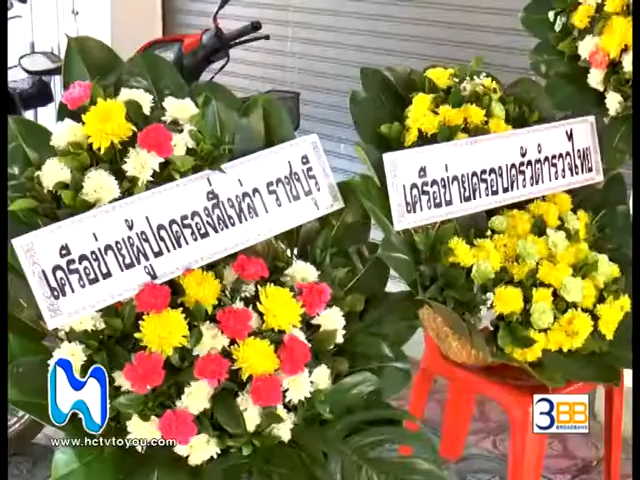 เครือข่ายผู้ปกครองสี่เหล่า ราชบุรี
เครือข่ายครอบครัวตำรวจไทย
www.hctvtoyou.com
3BB
BROADBAND